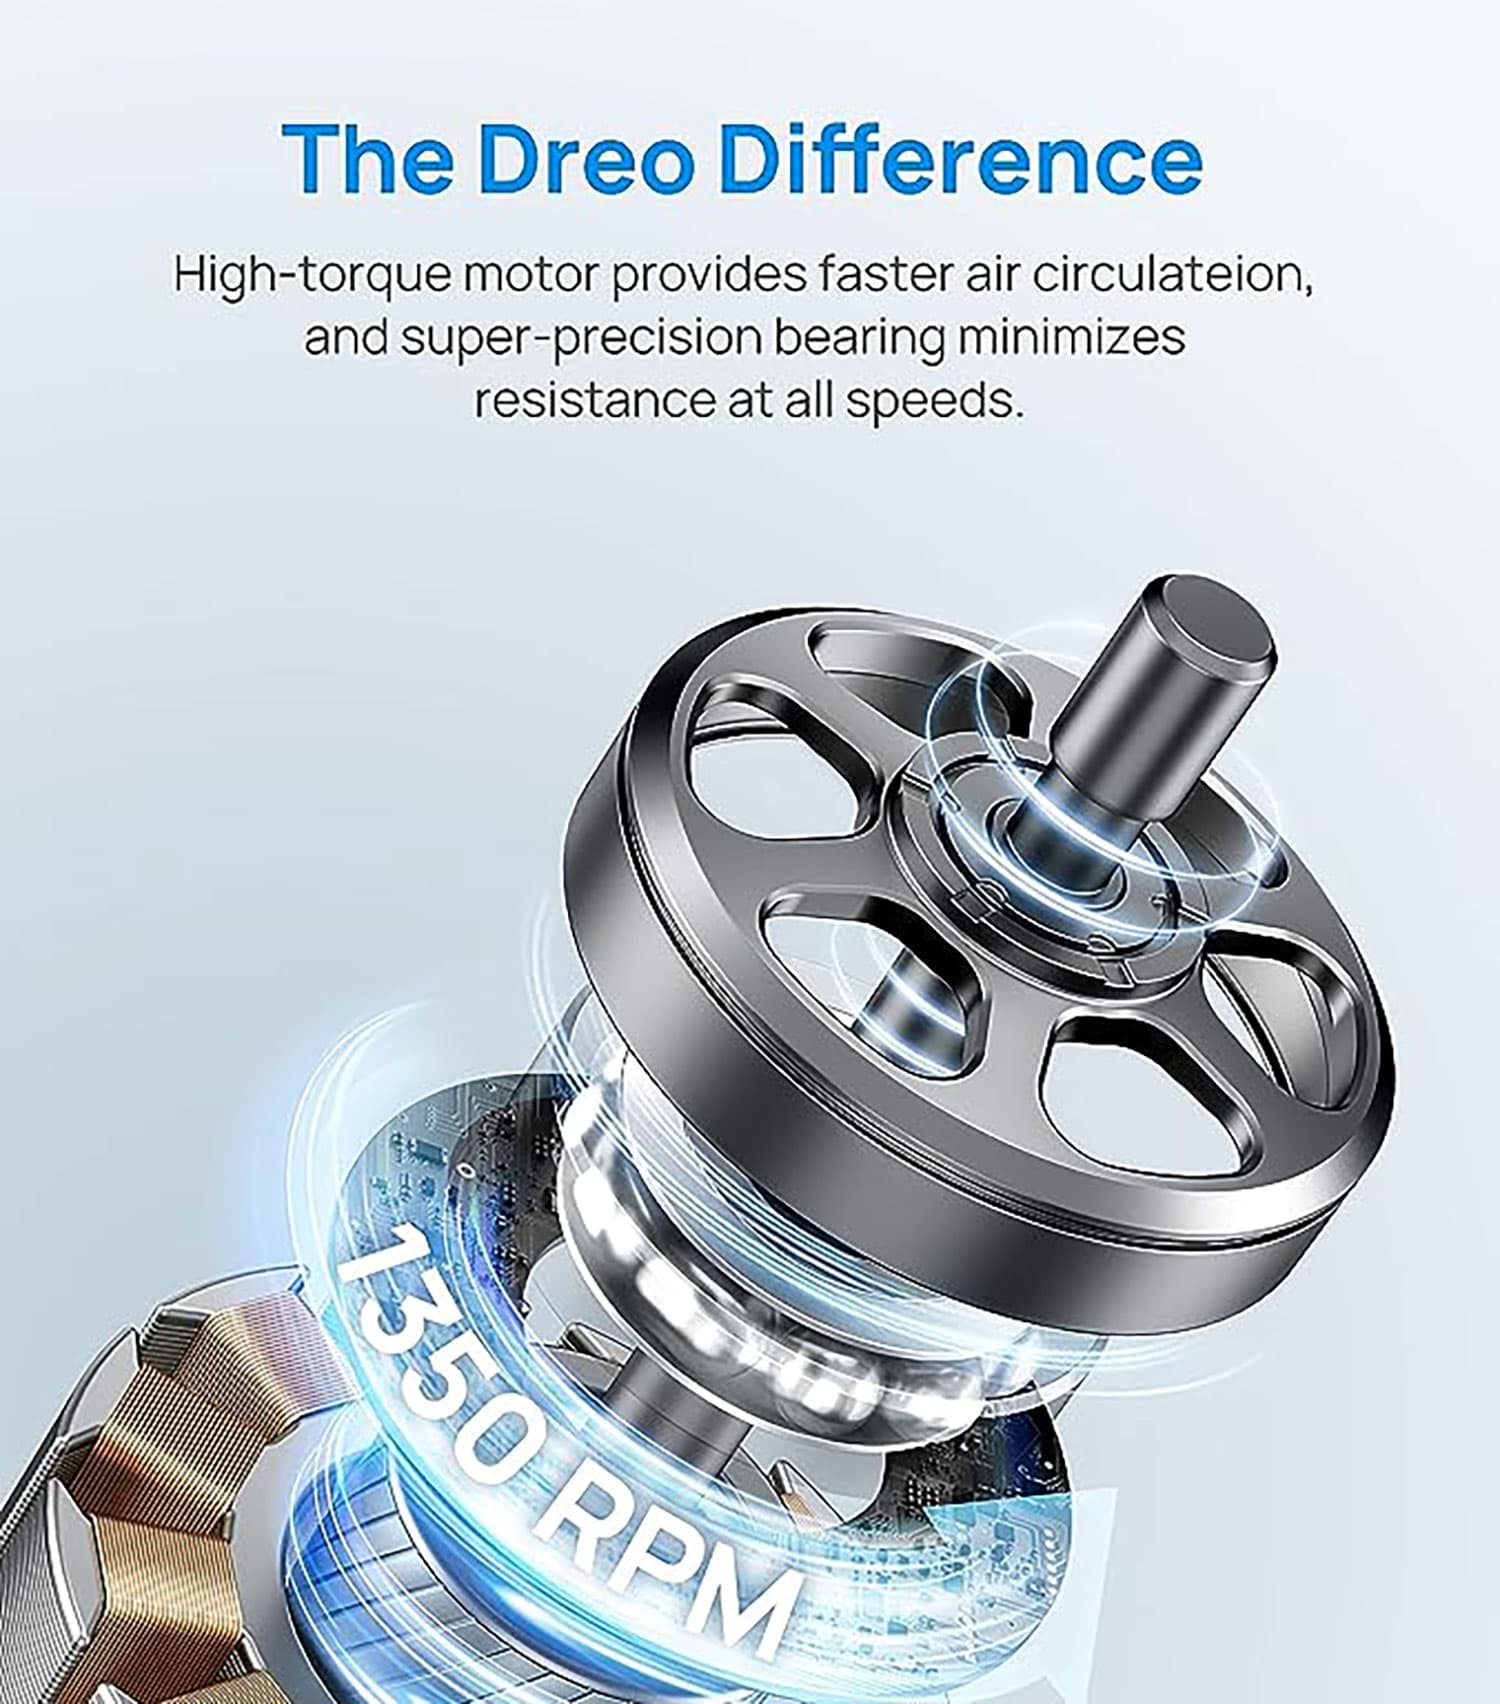 The Dreo Difference
High-torque motor provides faster air circulateion,
and super-precision bearing minimizes
resistance at all speeds.
1350 RPM